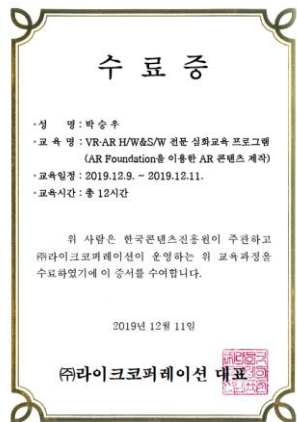 수 료 증
·성 명 : 박 승 우
·교 육 명 : VR·AR H/W&S/W 전문 심화교육 프로그램
(AR Foundation을 이용한 AR 콘텐츠 제작)
·교육일정 : 2019.12.9. ~ 2019.12.11.
·교육시간 : 총 12시간
위 사람은 한국콘텐츠진흥원이 주관하고
㈜라이크코퍼레이션이 운영하는 위 교육과정을
수료하였기에 이 증서를 수여합니다.
2019년 12월 11일
㈜라이크코퍼레이션 대표